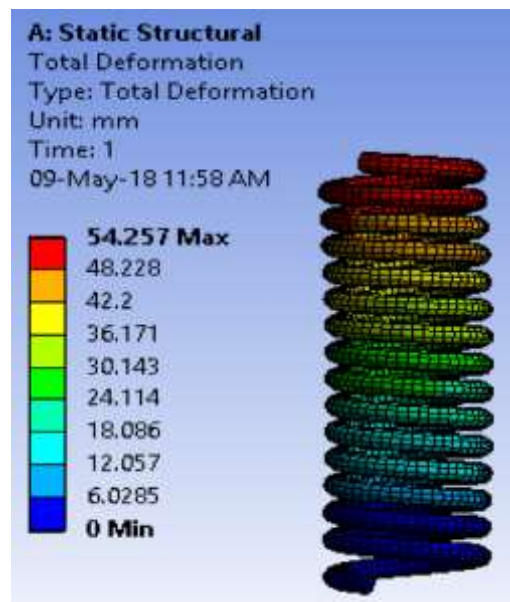 A: Static Structural
Total Deformation
Type: Total Deformation
Unit: mm
Time: 1
09-May-18 11:58 AM
54.257 Max
48.228
42.2
36.171
30.143
24.114
18.086
12.057
6.0285
0 Min